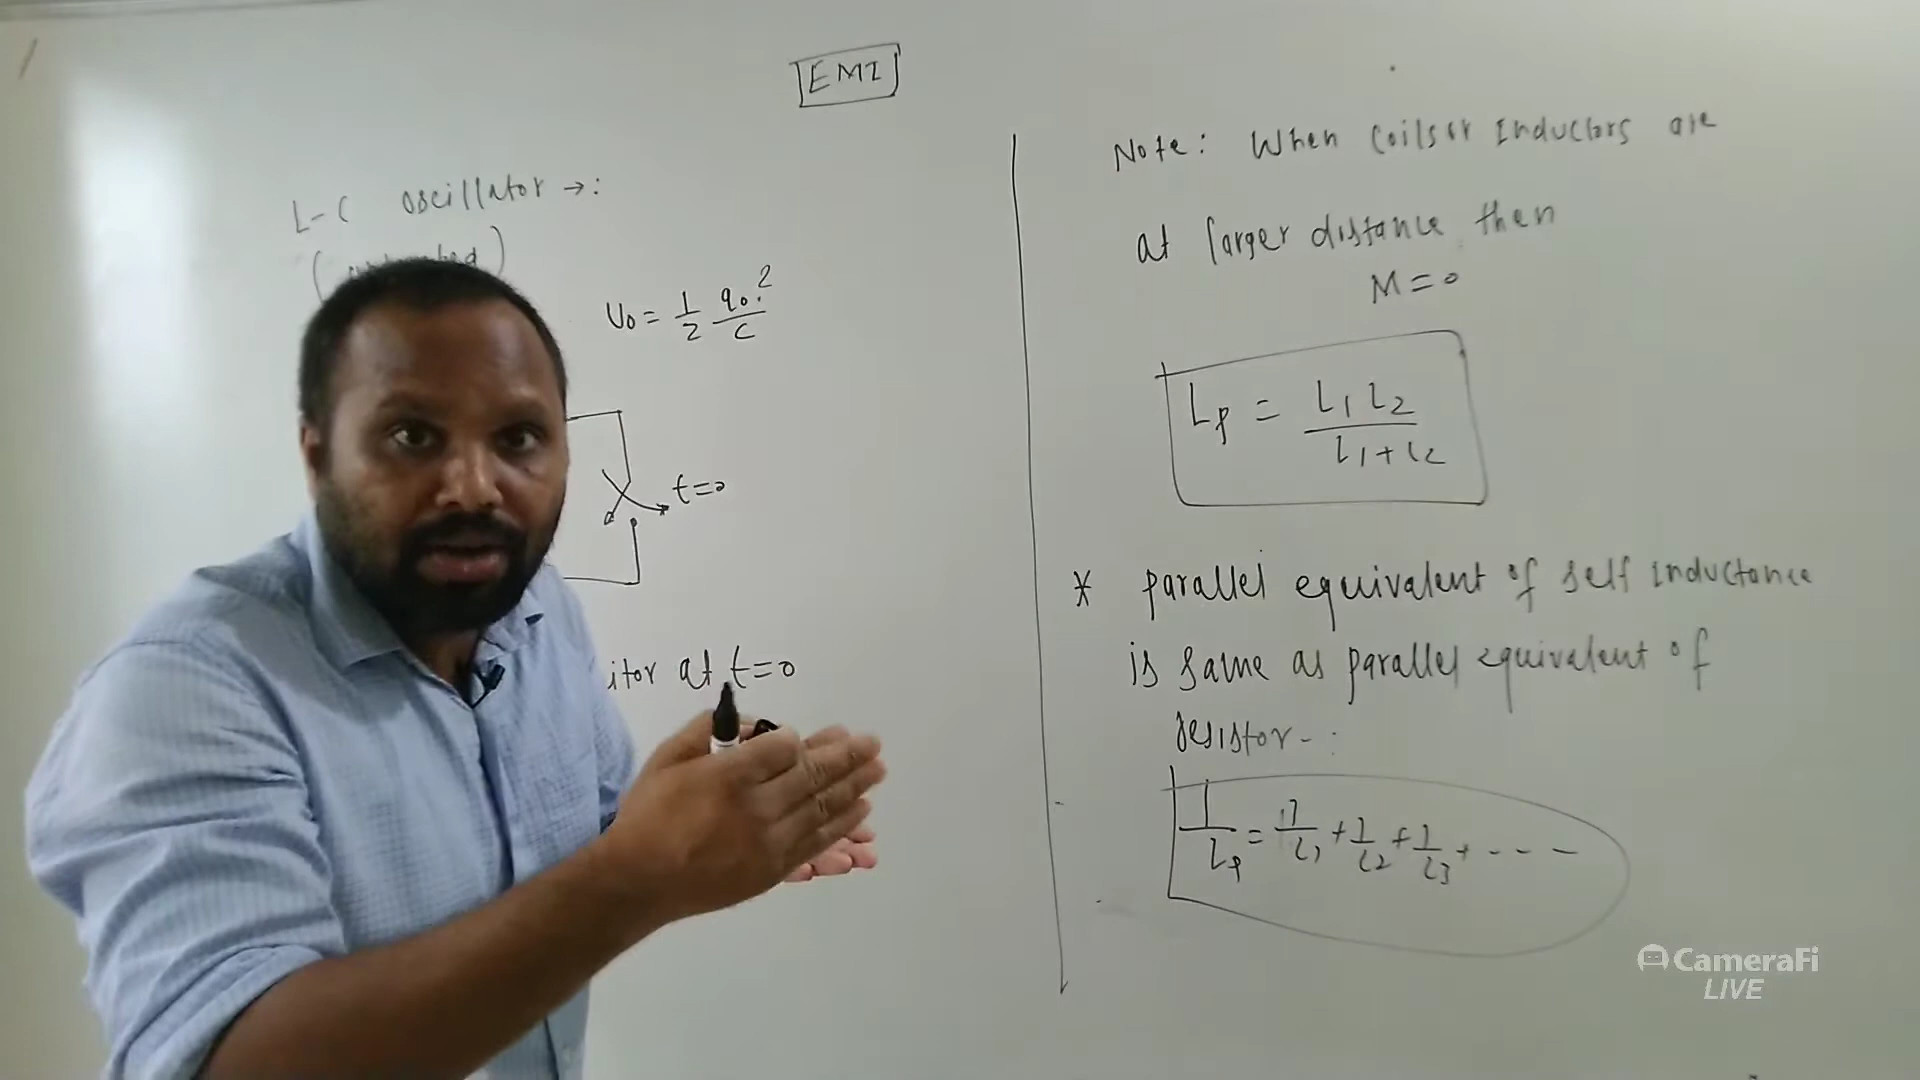 EMI
L-C oscillator →:
U₀ = 1/2 q₀²/C
t=0
itor at t=0
Note: When coils or Inductors are
at larger distance then
M=0
Lp = L1 L2 / L1+L2
* parallel equivalent of self inductance
is same as parallel equivalent of
resistor-:
1/Lp = 1/L1 + 1/L2 + 1/L3 + - - -
CameraFi
LIVE